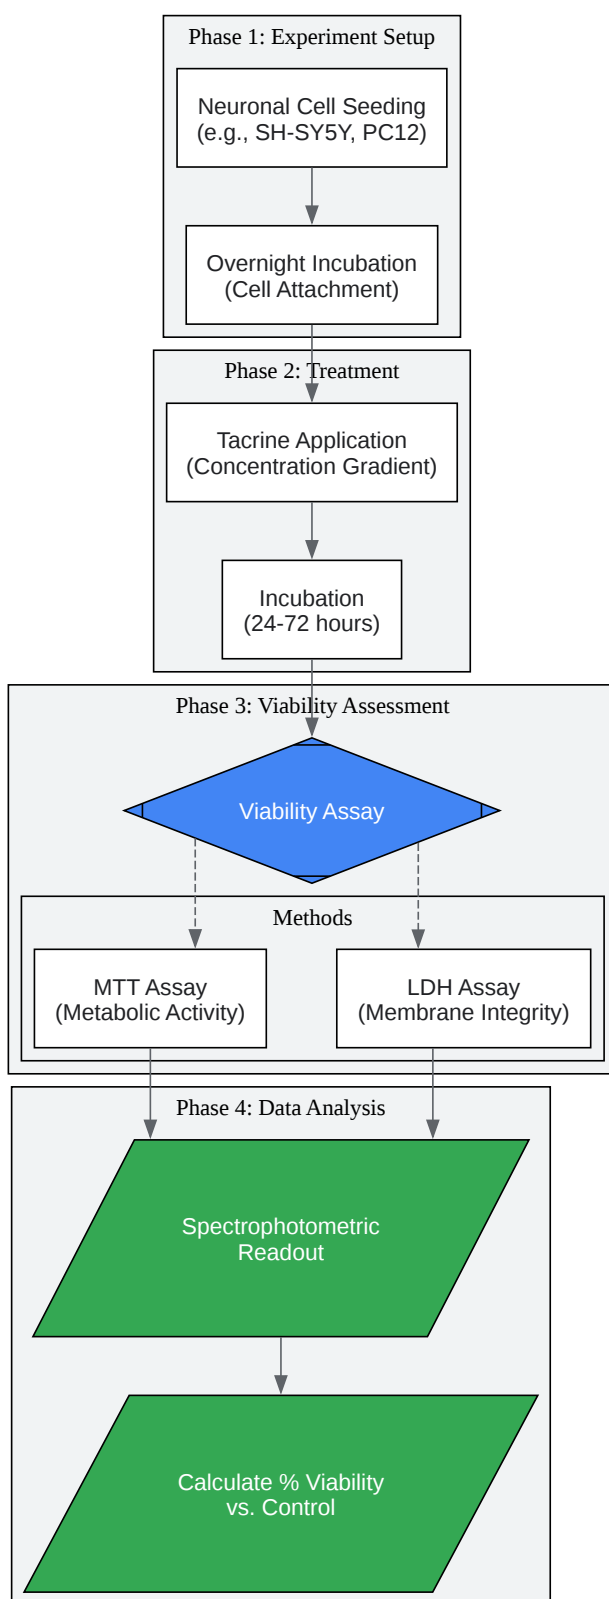 Phase 1: Experiment Setup
Neuronal Cell Seeding
(e.g., SH-SY5Y, PC12)
Overnight Incubation
(Cell Attachment)
Phase 2: Treatment
Tacrine Application
(Concentration Gradient)
Incubation
(24-72 hours)
Phase 3: Viability Assessment
Viability Assay
Methods
MTT Assay
(Metabolic Activity)
LDH Assay
(Membrane Integrity)
Phase 4: Data Analysis
Spectrophotometric
Readout
Calculate % Viability
vs. Control